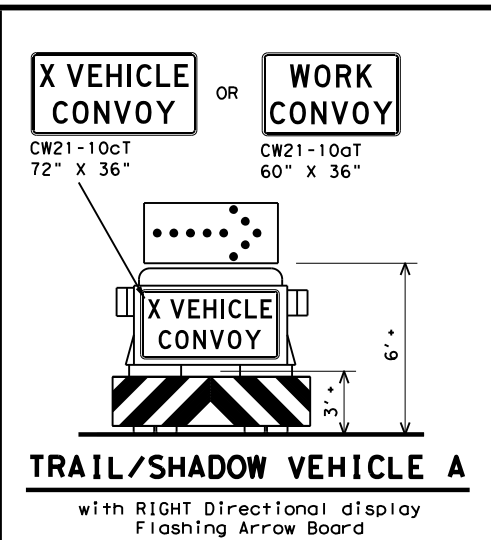 X VEHICLE
CONVOY
OR
WORK
CONVOY
CW21-10cT
72" X 36"
CW21-10aT
60" X 36"
X VEHICLE
CONVOY
6' +
3' +
TRAIL/SHADOW VEHICLE A
with RIGHT Directional display
Flashing Arrow Board